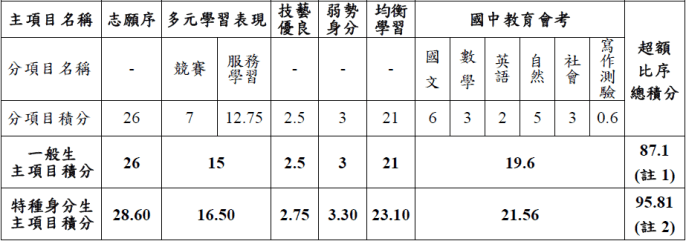 主項目名稱 志願序 多元學習表現 技藝優良 弱勢身分 均衡學習 國中教育會考 超額比序總積分
分項目名稱 - 競賽 服務學習 - - - 國文 數學 英語 自然 社會 寫作測驗
分項目積分 26 7 12.75 2.5 3 21 6 3 2 5 3 0.6
一般生主項目積分 26 15 2.5 3 21 19.6 87.1 (註 1)
特種身分生主項目積分 28.60 16.50 2.75 3.30 23.10 21.56 95.81 (註 2)